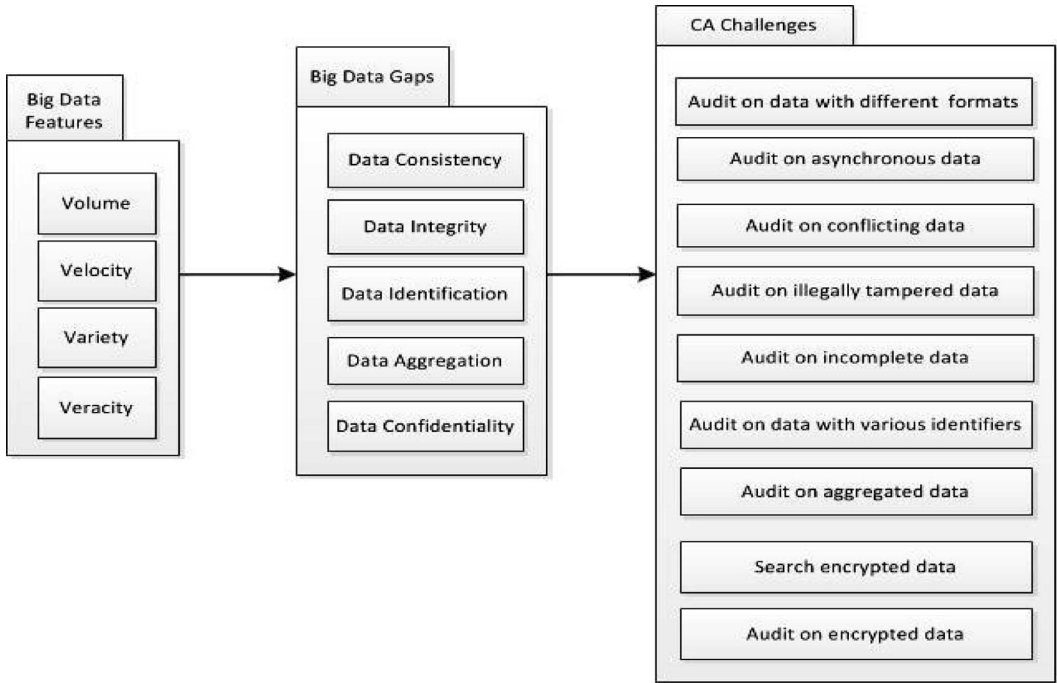 Big Data
Features
Volume
Velocity
Variety
Veracity
Big Data Gaps
Data Consistency
Data Integrity
Data Identification
Data Aggregation
Data Confidentiality
CA Challenges
Audit on data with different formats
Audit on asynchronous data
Audit on conflicting data
Audit on illegally tampered data
Audit on incomplete data
Audit on data with various identifiers
Audit on aggregated data
Search encrypted data
Audit on encrypted data